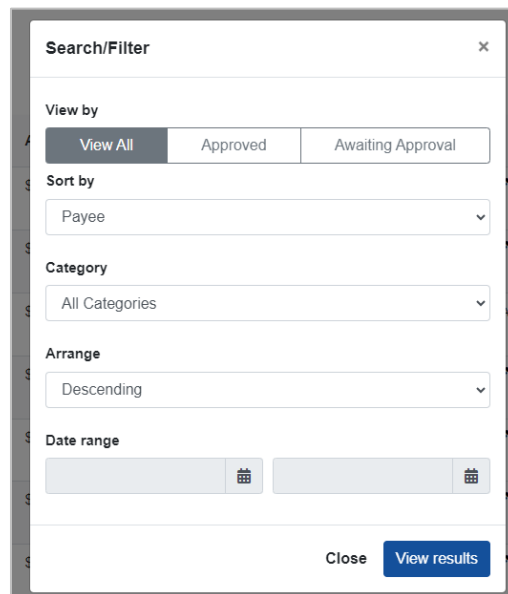 Search/Filter ×
View by
View All Approved Awaiting Approval
Sort by
Payee
Category
All Categories
Arrange
Descending
Date range
Close View results